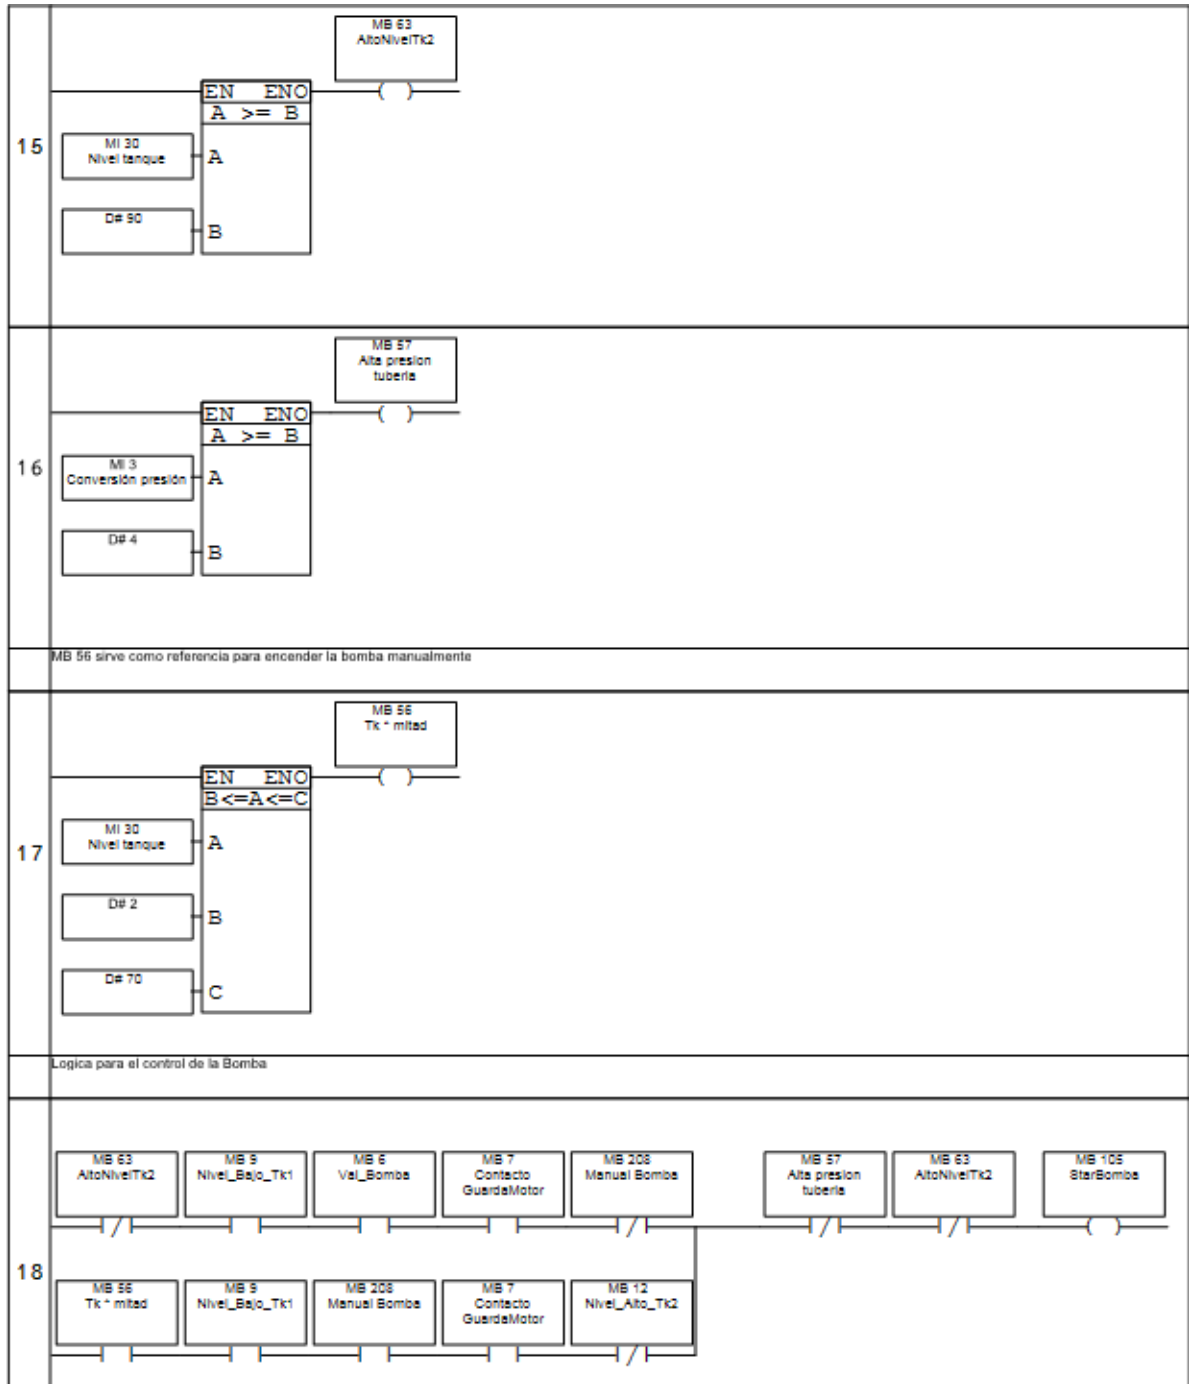 MB 63
AltoNivelTk2
EN ENO
A >= B
15
MI 30
Nivel tanque
A
D# 90
B
MB 57
Alta presion
tuberia
EN ENO
A >= B
16
MI 3
Conversión presión
A
D# 4
B
MB 56 sirve como referencia para encender la bomba manualmente
MB 56
Tk * mitad
EN ENO
B<=A<=C
MI 30
Nivel tanque
A
17
D# 2
B
D# 70
C
Logica para el control de la Bomba
MB 63
AltoNivelTk2
MB 9
Nivel_Bajo_Tk1
MB 6
Val_Bomba
MB 7
Contacto
GuardaMotor
MB 208
Manual Bomba
MB 57
Alta presion
tuberia
MB 63
AltoNivelTk2
MB 105
StarBomba
18
MB 56
Tk * mitad
MB 9
Nivel_Bajo_Tk1
MB 208
Manual Bomba
MB 7
Contacto
GuardaMotor
MB 12
Nivel_Alto_Tk2